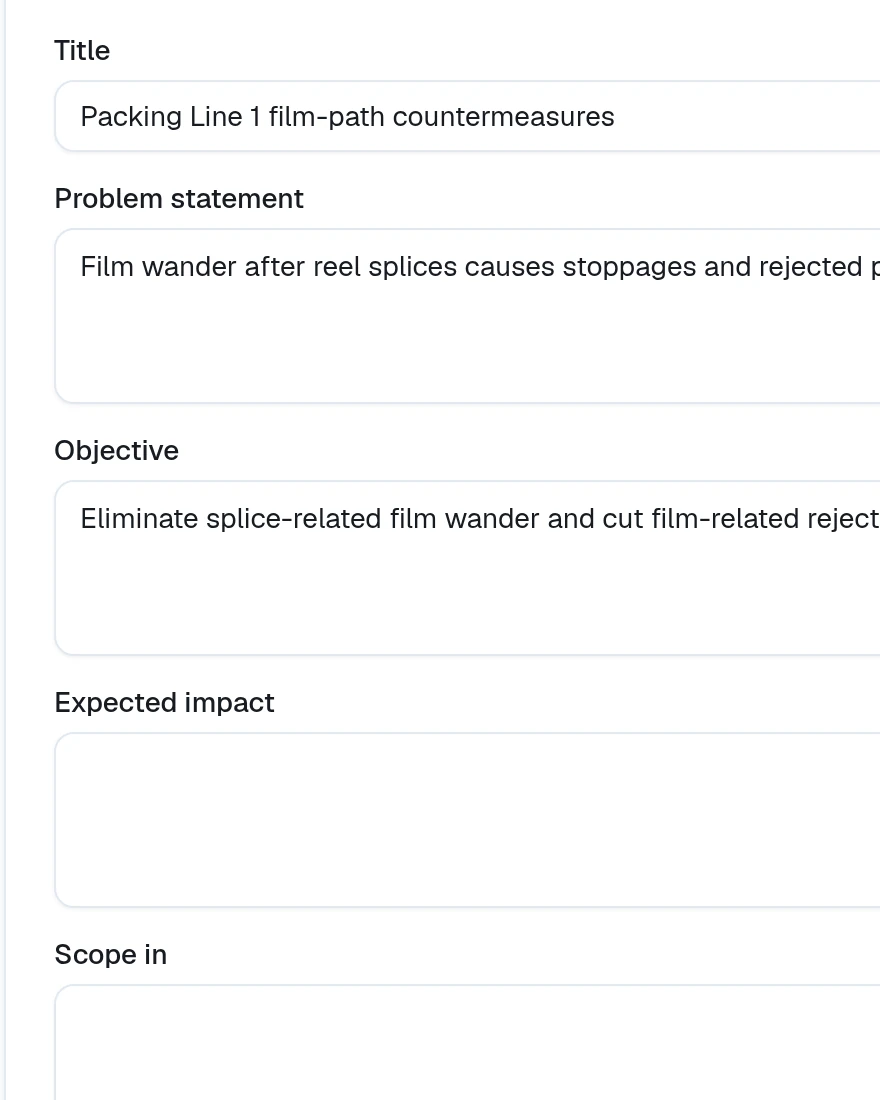 Title
Packing Line 1 film-path countermeasures
Problem statement
Film wander after reel splices causes stoppages and rejected
Objective
Eliminate splice-related film wander and cut film-related reject
Expected impact
Scope in